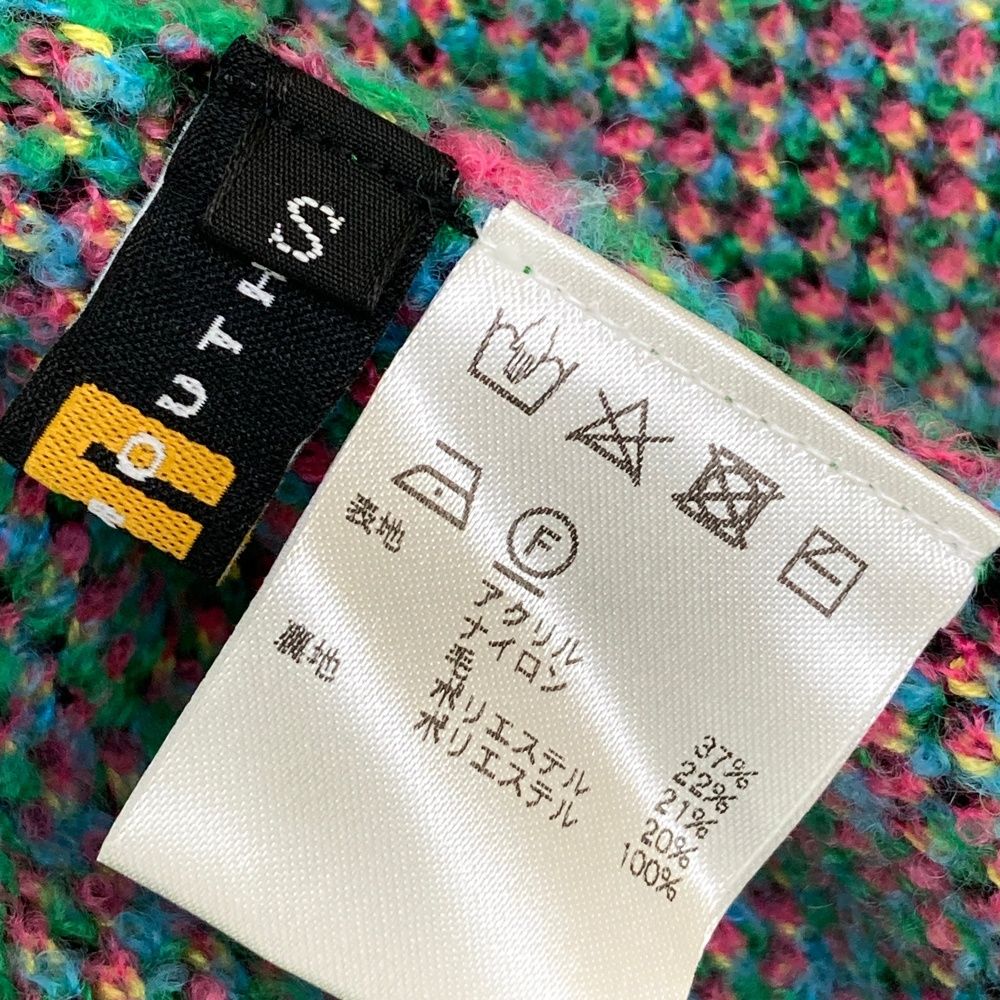 S
OUTH
F
表地 アクリル 37%
ナイロン 22%
毛 21%
ポリエステル 20%
裏地 ポリエステル 100%